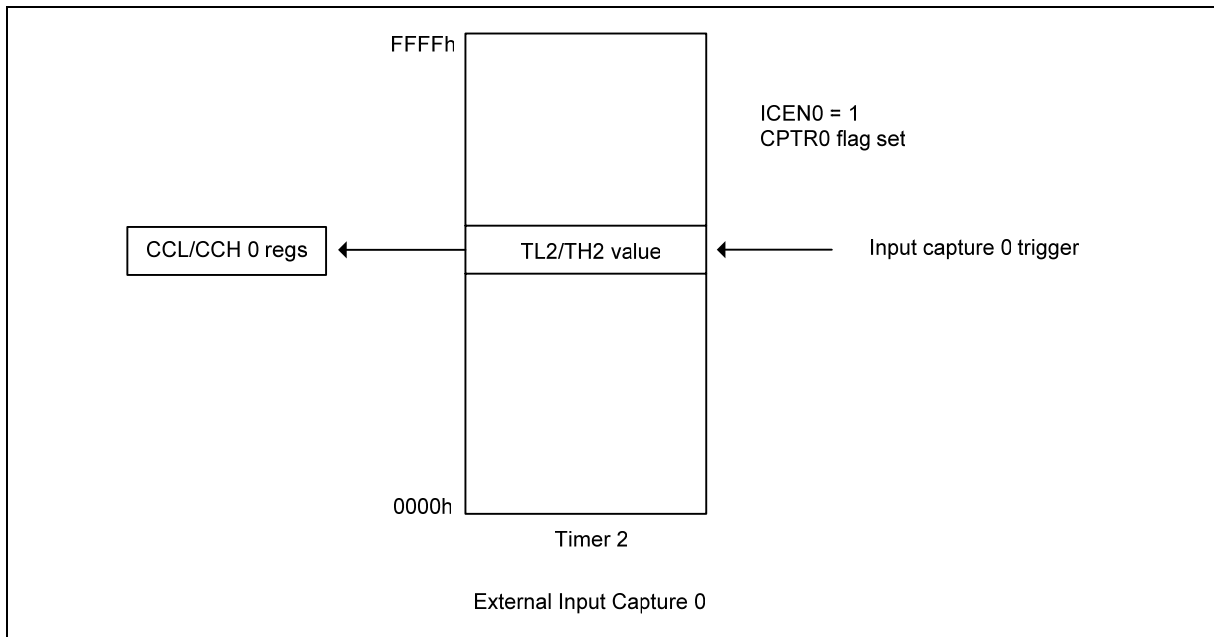 FFFFh
ICEN0 = 1
CPTR0 flag set
CCL/CCH 0 regs
TL2/TH2 value
Input capture 0 trigger
0000h
Timer 2
External Input Capture 0